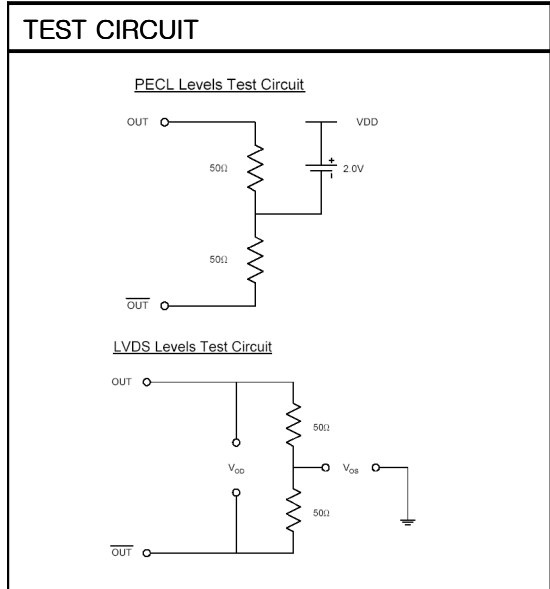 TEST CIRCUIT
PECL Levels Test Circuit
OUT
VDD
50Ω
+
2.0V
50Ω
OUT
LVDS Levels Test Circuit
OUT
50Ω
VOD
VOS
50Ω
OUT